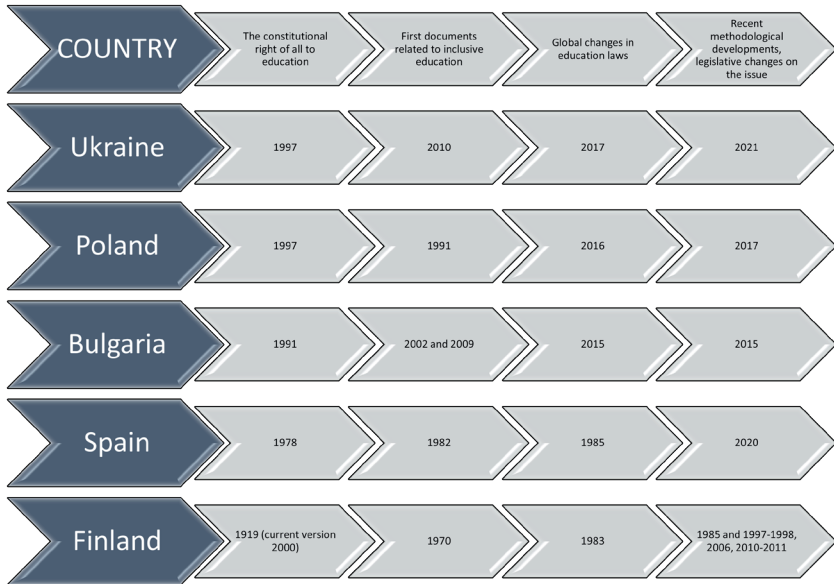 COUNTRY
The constitutional
right of all to
education
First documents
related to inclusive
education
Global changes in
education laws
Recent
methodological
developments,
legislative changes on
the issue
Ukraine
1997
2010
2017
2021
Poland
1997
1991
2016
2017
Bulgaria
1991
2002 and 2009
2015
2015
Spain
1978
1982
1985
2020
Finland
1919 (current version
2000)
1970
1983
1985 and 1997-1998,
2006, 2010-2011